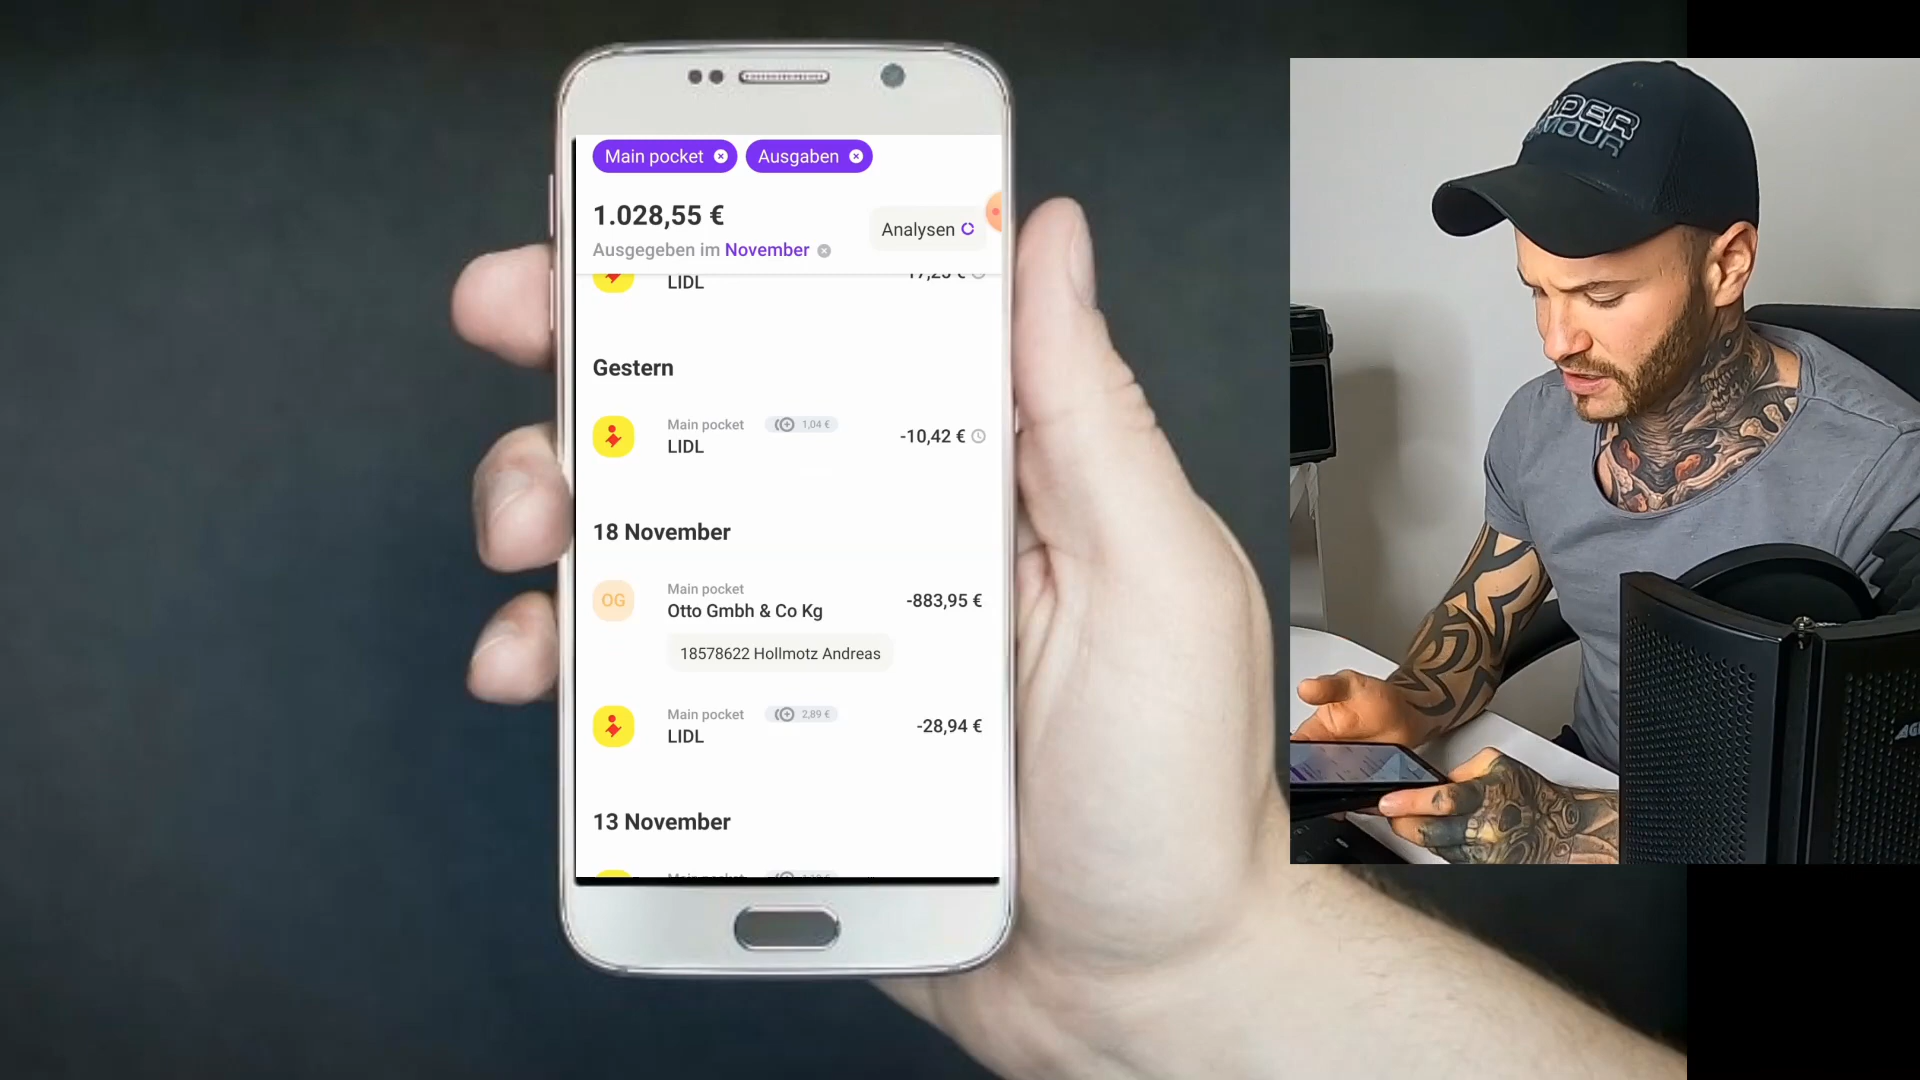 Main pocket Ausgaben
1.028,55 €
Analysen
Ausgegeben im November
LIDL
Gestern
Main pocket 1,04 €
LIDL
-10,42 €
18 November
OG
Main pocket
Otto Gmbh & Co Kg
-883,95 €
18578622 Hollmotz Andreas
Main pocket 2,89 €
LIDL
-28,94 €
13 November